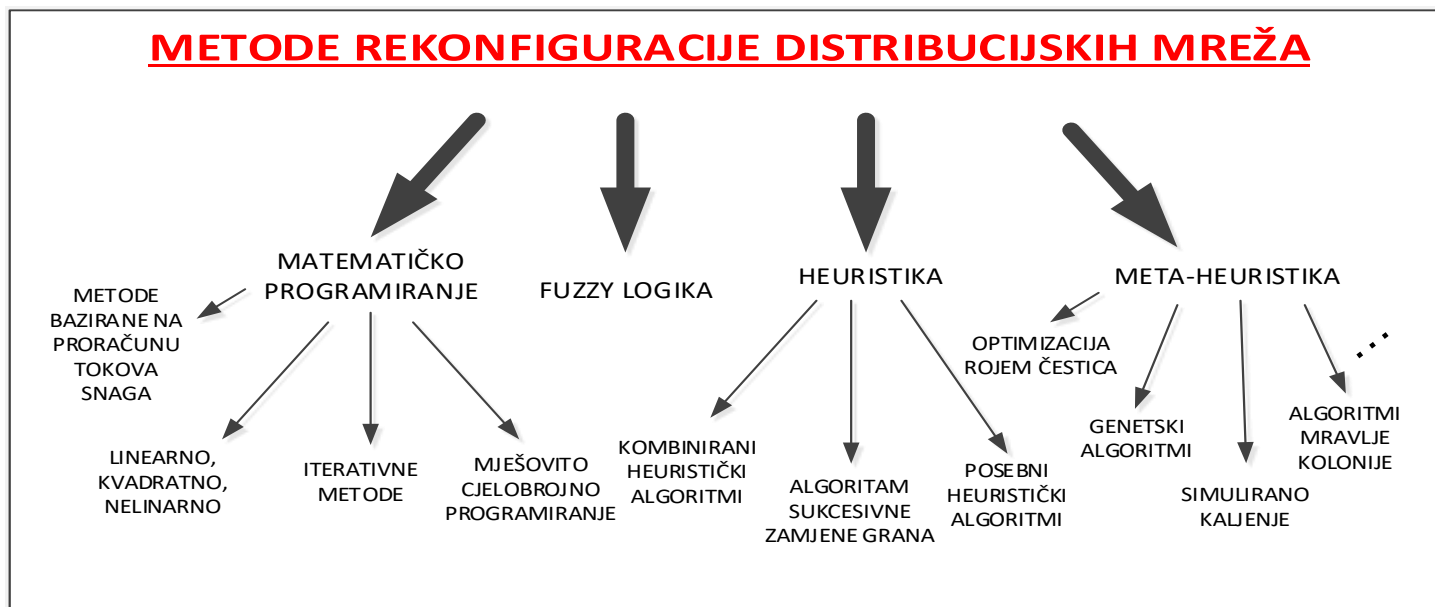 METODE REKONFIGURACIJE DISTRIBUCIJSKIH MREŽA
MATEMATIČKO
PROGRAMIRANJE
FUZZY LOGIKA
HEURISTIKA
META-HEURISTIKA
METODE
BAZIRANE NA
PRORAČUNU
TOKOVA
SNAGA
LINEARNO,
KVADRATNO,
NELINARNO
ITERATIVNE
METODE
MJEŠOVITO
CJELOBROJNO
PROGRAMIRANJE
KOMBINIRANI
HEURISTIČKI
ALGORITMI
ALGORITAM
SUKCESIVNE
ZAMJENE GRANA
POSEBNI
HEURISTIČKI
ALGORITMI
OPTIMIZACIJA
ROJEM ČESTICA
GENETSKI
ALGORITMI
SIMULIRANO
KALJENJE
ALGORITMI
MRAVLJE
KOLONIJE
...